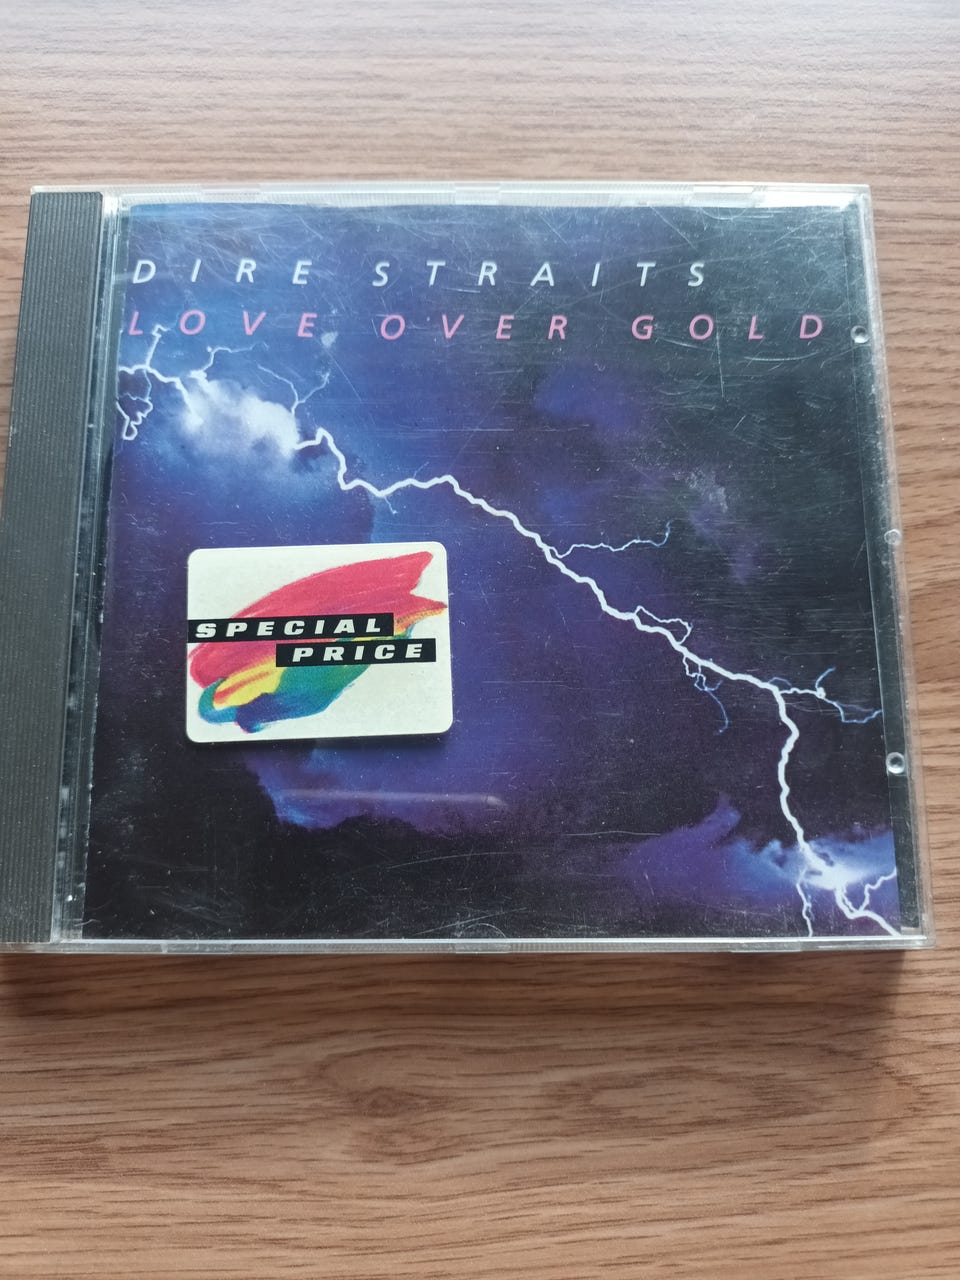 DIRE STRAITS
LOVE OVER GOLD
SPECIAL
PRICE